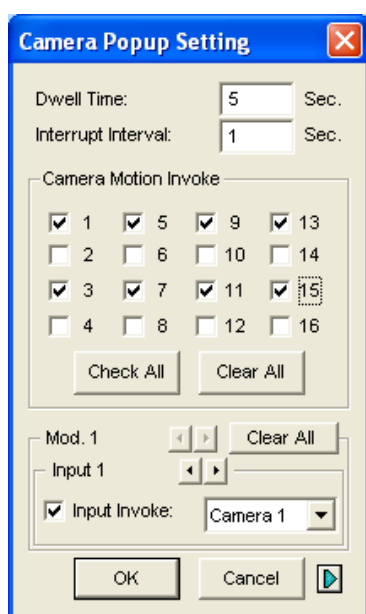 Camera Popup Setting
Dwell Time: 5 Sec.
Interrupt Interval: 1 Sec.
Camera Motion Invoke
1 5 9 13
2 6 10 14
3 7 11 15
4 8 12 16
Check All Clear All
Mod. 1 Clear All
Input 1
Input Invoke: Camera 1
OK Cancel